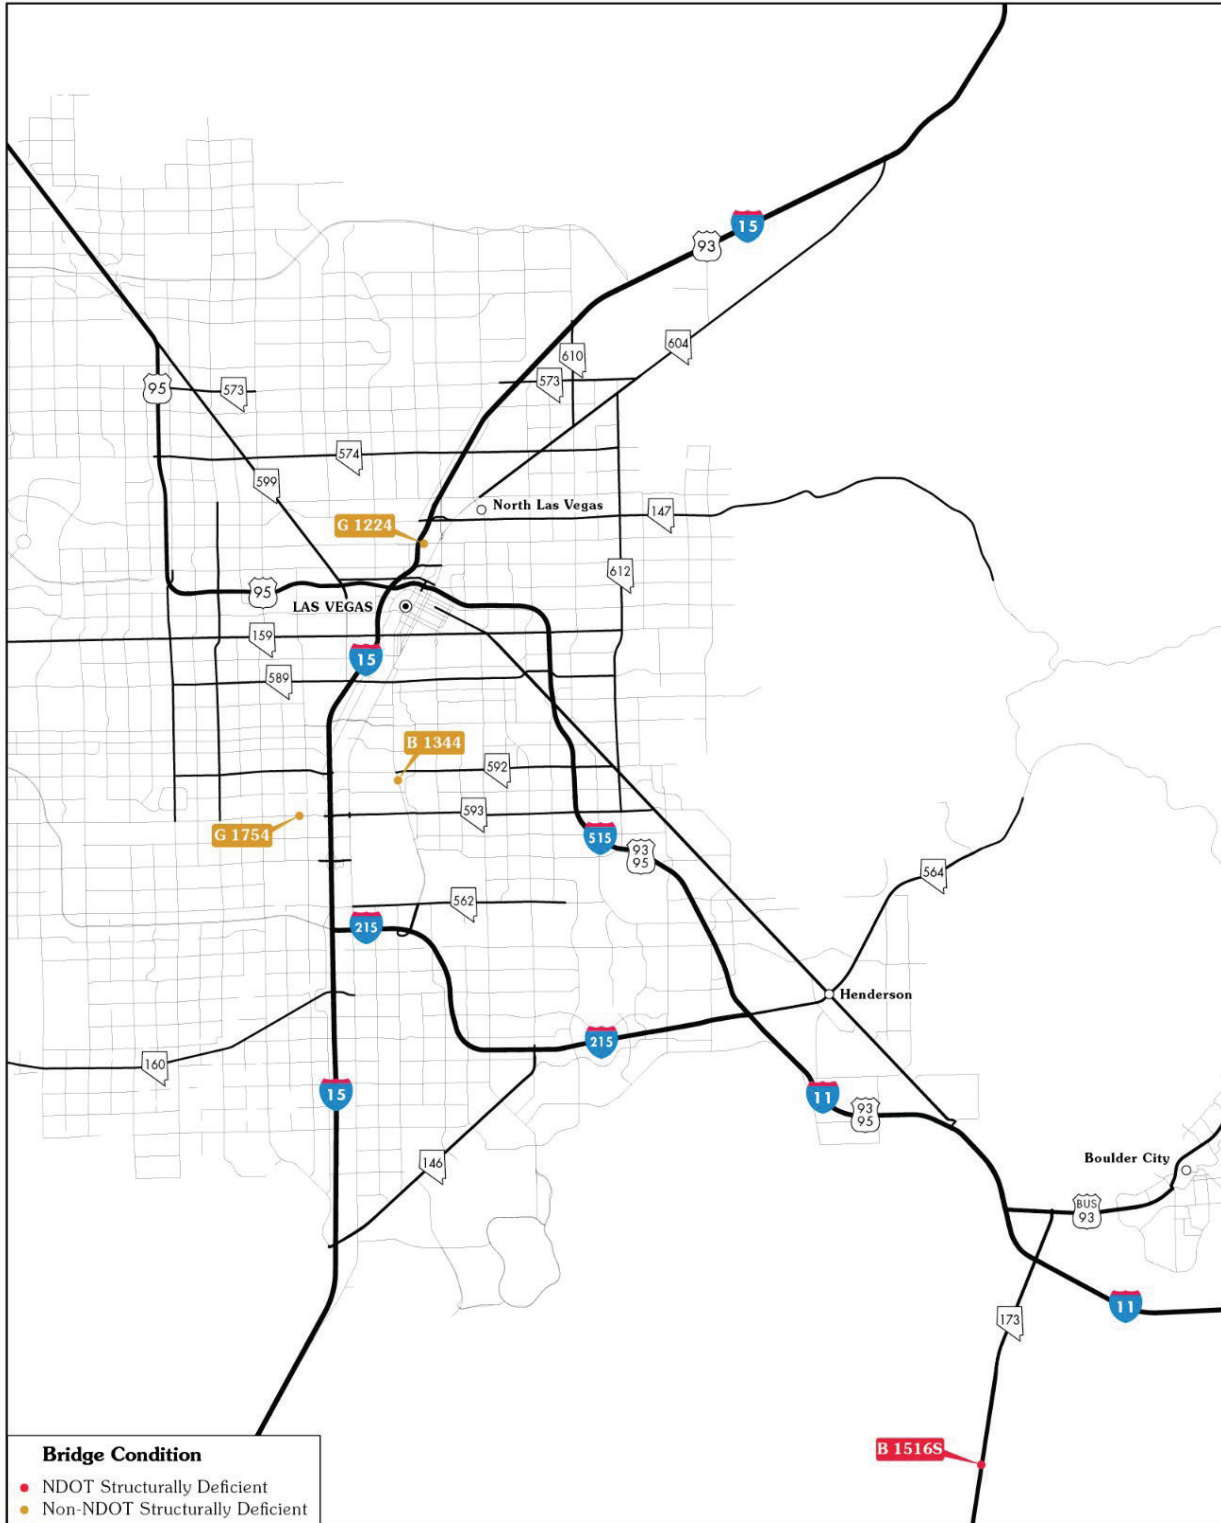 15
93
604
610
573
95
573
574
599
North Las Vegas
147
G 1224
612
95
LAS VEGAS
159
15
589
B 1344
592
593
G 1754
515
93
95
564
562
215
Henderson
215
160
15
11
93
95
146
Boulder City
BUS
93
11
173
B 1516S
Bridge Condition
NDOT Structurally Deficient
Non-NDOT Structurally Deficient